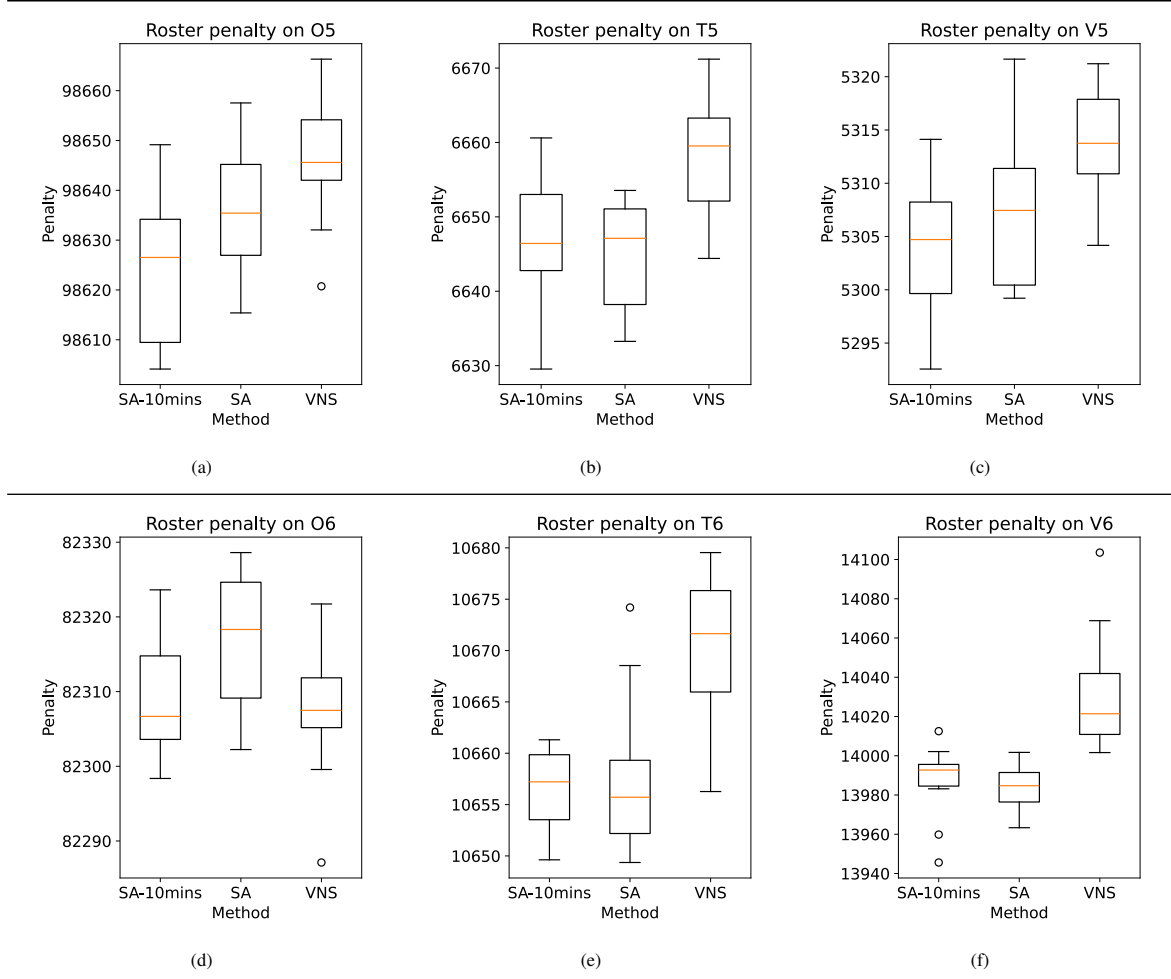 Roster penalty on O5
98660
98650
98640
98630
98620
98610
Penalty
SA-10mins SA VNS
Method
(a)
Roster penalty on T5
6670
6660
6650
6640
6630
Penalty
SA-10mins SA VNS
Method
(b)
Roster penalty on V5
5320
5315
5310
5305
5300
5295
Penalty
SA-10mins SA VNS
Method
(c)
Roster penalty on O6
82330
82320
82310
82300
82290
Penalty
SA-10mins SA VNS
Method
(d)
Roster penalty on T6
10680
10675
10670
10665
10660
10655
10650
Penalty
SA-10mins SA VNS
Method
(e)
Roster penalty on V6
14100
14080
14060
14040
14020
14000
13980
13960
13940
Penalty
SA-10mins SA VNS
Method
(f)